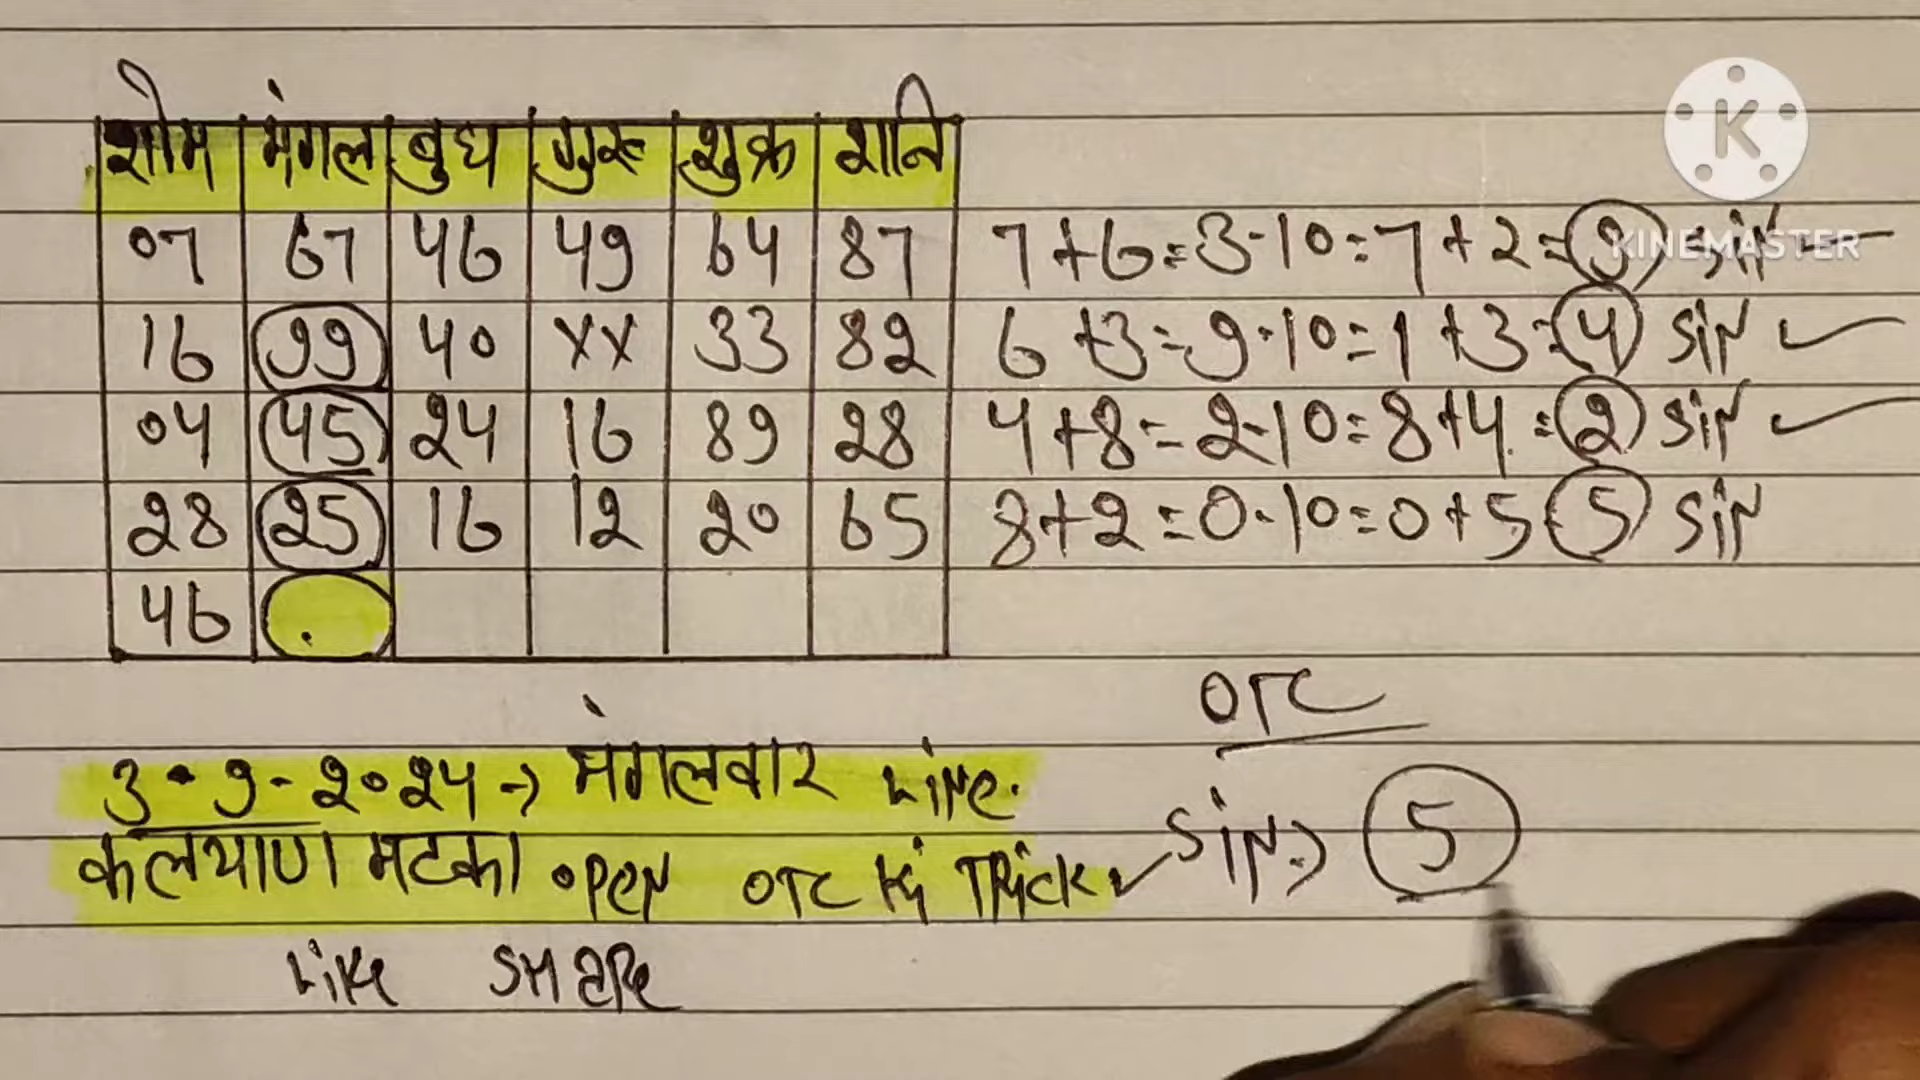 शोम मंगल बुध गुरू शुक्र शनि
07 67 46 49 64 87 7+6=3-10=7+2=9 sin
16 99 40 XX 33 82 6+3=9-10=1+3=4 sin
04 45 24 16 89 28 4+8=2-10=8+4=2 sin
28 25 16 12 20 65 8+2=0-10=0+5 5 sin
46
OTC
3-9-2024→ मंगलवार Line.
कलयाण मटका OPEN OTC Ki TRick
Sin→ 5
Like SHARE
K
KINEMASTER